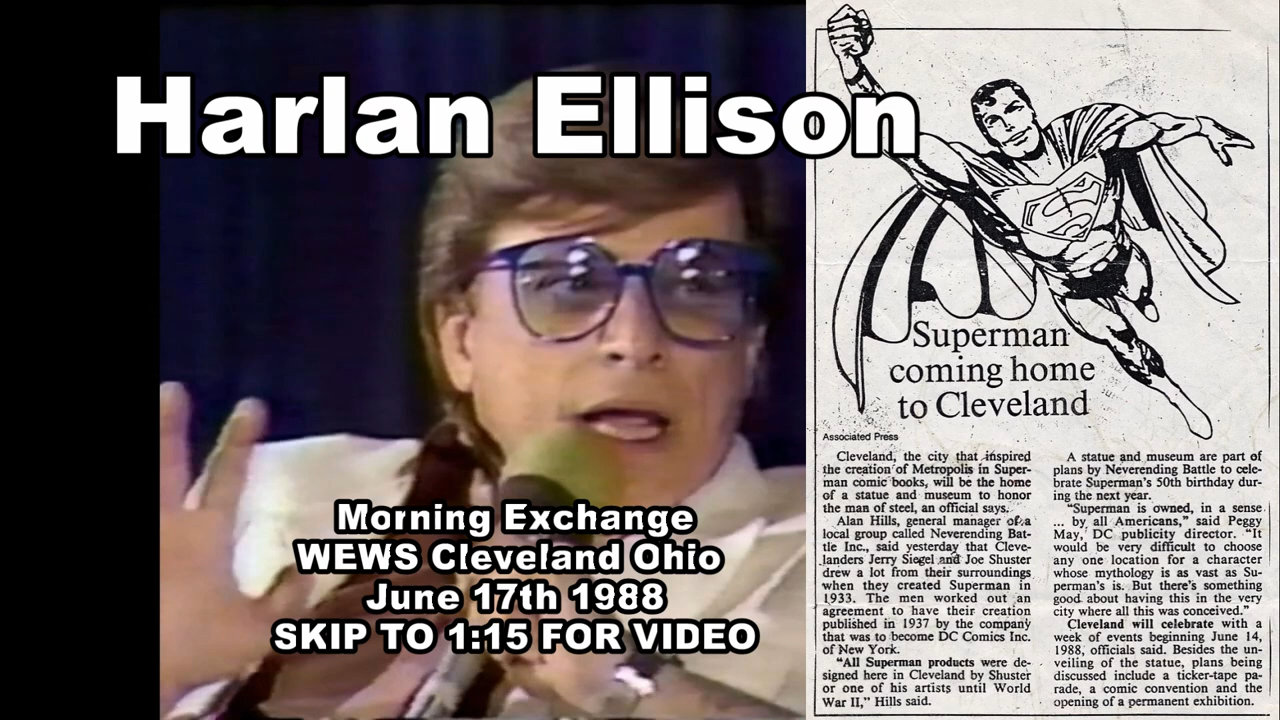 Harlan Ellison
Morning Exchange
WEWS Cleveland Ohio
June 17th 1988
SKIP TO 1:15 FOR VIDEO
S
Superman
coming home
to Cleveland
Associated Press
Cleveland, the city that inspired
the creation of Metropolis in Super-
man comic books, will be the home
of a statue and museum to honor
the man of steel, an official says.
Alan Hills, general manager of a
local group called Neverending Bat-
tle Inc., said yesterday that Cleve-
landers Jerry Siegel and Joe Shuster
drew a lot from their surroundings
when they created Superman in
1933. The men worked out an
agreement to have their creation
published in 1937 by the company
that was to become DC Comics Inc.
of New York.
"All Superman products were de-
signed here in Cleveland by Shuster
or one of his artists until World
War II," Hills said.
A statue and museum are part of
plans by Neverending Battle to cele-
brate Superman's 50th birthday dur-
ing the next year.
"Superman is owned, in a sense
... by all Americans," said Peggy
May, DC publicity director. "It
would be very difficult to choose
any one location for a character
whose mythology is as vast as Su-
perman's is. But there's something
good about having this in the very
city where all this was conceived."
Cleveland will celebrate with a
week of events beginning June 14,
1988, officials said. Besides the un-
veiling of the statue, plans being
discussed include a ticker-tape pa-
rade, a comic convention and the
opening of a permanent exhibition.